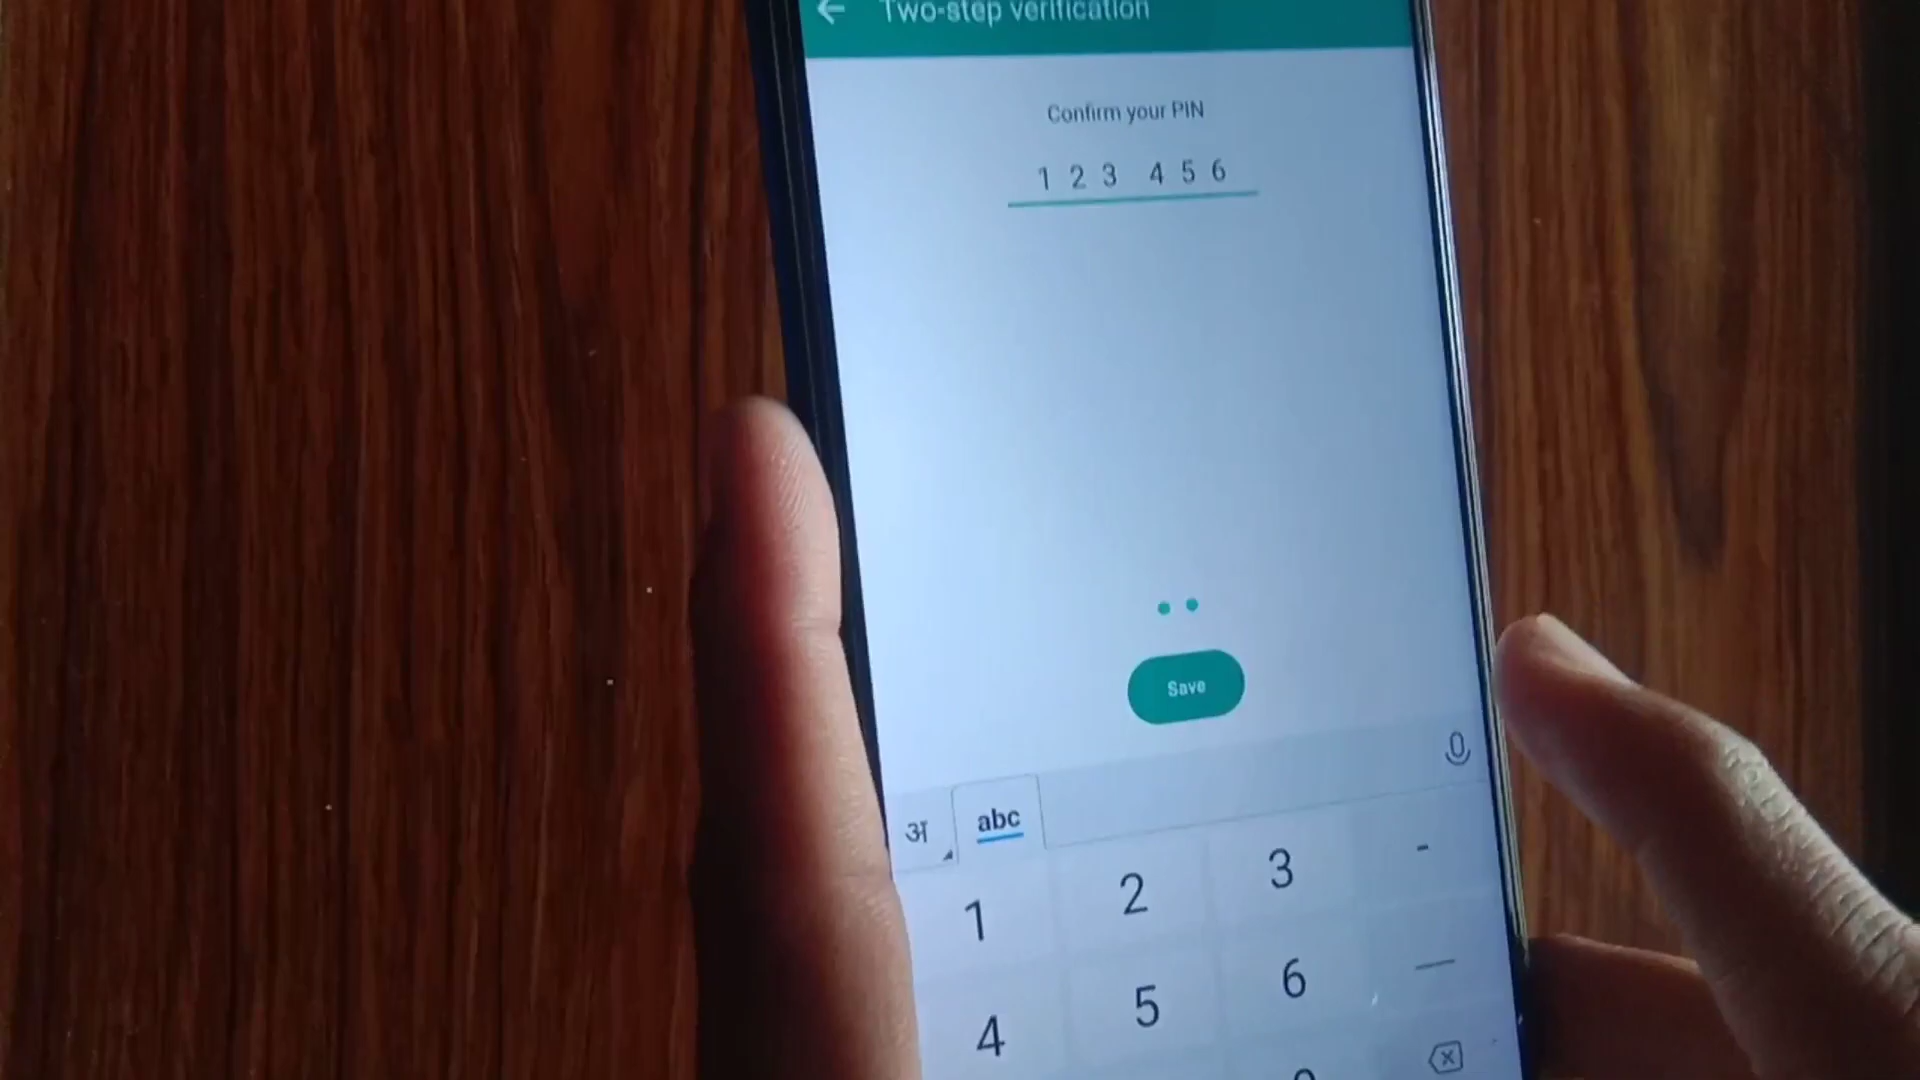 Two-step verification
Confirm your PIN
1 2 3 4 5 6
Save
अ abc
1 2 3 -
4 5 6 —